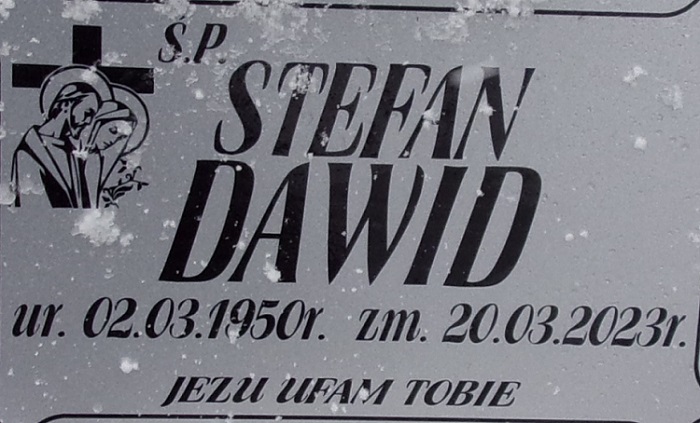 Ś.P.
STEFAN
DAWID
ur. 02.03.1950r. zm. 20.03.2023r.
JEZU UFAM TOBIE